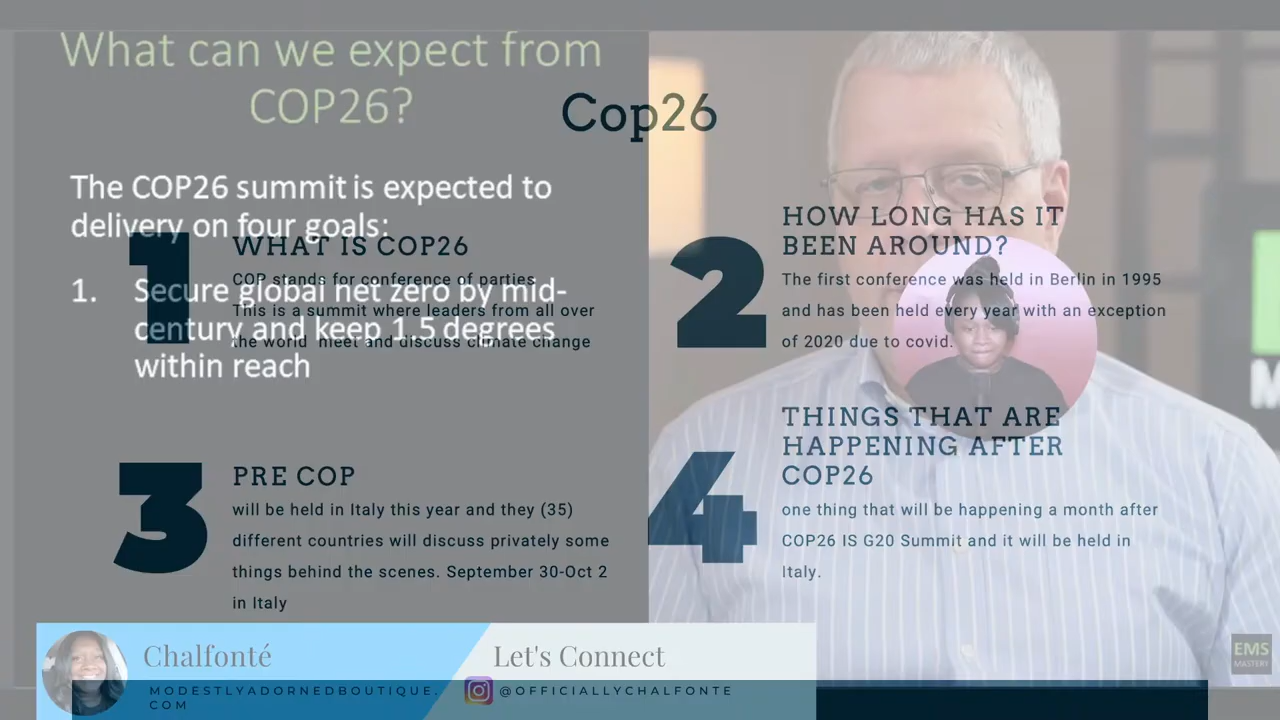 What can we expect from
COP26?
Cop26
The COP26 summit is expected to
delivery on four goals:
1. Secure global net zero by mid-
century and keep 1.5 degrees
within reach
1
WHAT IS COP26
COP stands for conference of parties
This is a summit where leaders from all over
the world meet and discuss climate change
2
HOW LONG HAS IT
BEEN AROUND?
The first conference was held in Berlin in 1995
and has been held every year with an exception
of 2020 due to covid.
3
PRE COP
will be held in Italy this year and they (35)
different countries will discuss privately some
things behind the scenes. September 30-Oct 2
in Italy
4
THINGS THAT ARE
HAPPENING AFTER
COP26
one thing that will be happening a month after
COP26 IS G20 Summit and it will be held in
Italy.
M
EMS
MASTERY
Chalfonté
MODESTLYADORNEDBOUTIQUE.
COM
Let's Connect
@OFFICIALLYCHALFONTE